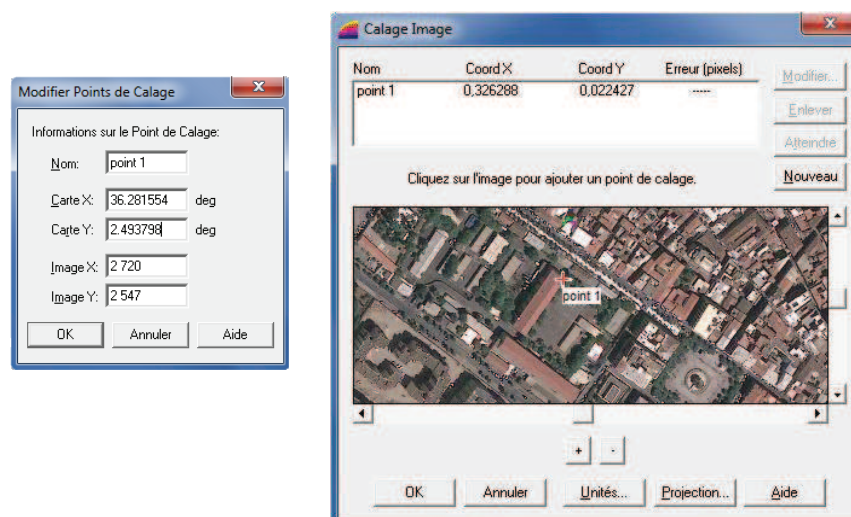 Modifier Points de Calage
Informations sur le Point de Calage:
Nom: point 1
Carte X: 36.281554 deg
Carte Y: 2.493798 deg
Image X: 2 720
Image Y: 2 547
OK Annuler Aide
Calage Image
Nom Coord X Coord Y Erreur (pixels)
point 1 0,326288 0,022427 -----
Modifier...
Enlever
Atteindre
Nouveau
Cliquez sur l'image pour ajouter un point de calage.
point 1
+ -
OK Annuler Unités... Projection... Aide